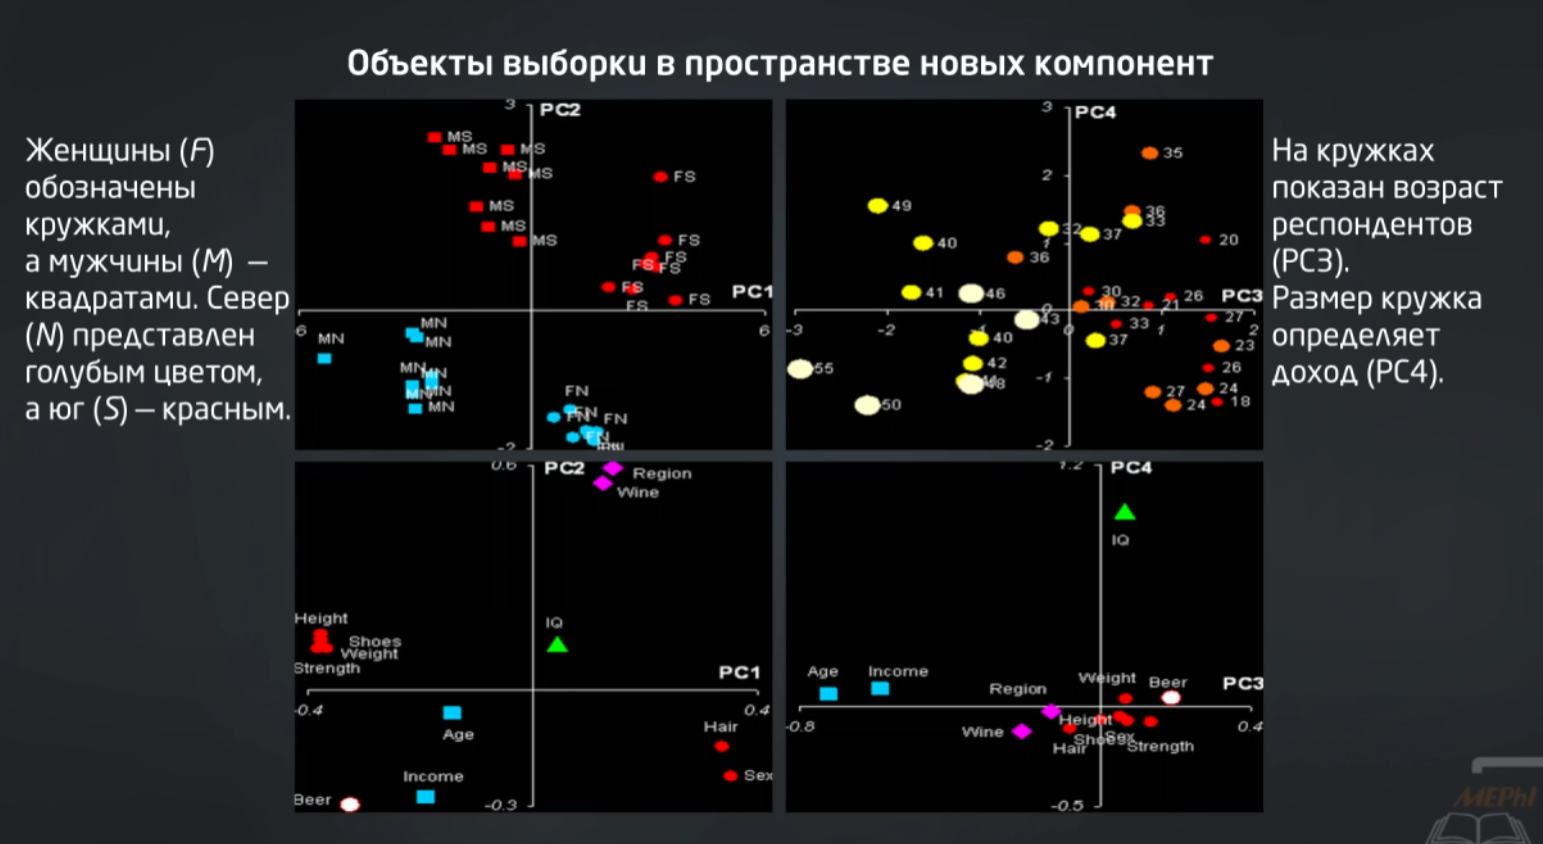 Объекты выборки в пространстве новых компонент
Женщины (F)
обозначены
кружками,
а мужчины (M) —
квадратами. Север
(N) представлен
голубым цветом,
а юг (S) — красным.
3 PC2
MS
MS MS
MS
MS
FS
MS
MS
MS
FS
FS
FS FS
FS
FS
FS
PC1
6
6
MN
MN
MN
MN
MN
MN
MN
MN
FN
FN
FN
FN
FN
-2
3 PC4
35
2
49
36
33
32
37
1
40
20
36
41
46
30
30
32
26
21
PC3
0
43
33
27
-3
-2
-1
0
1
2
40
37
23
55
42
26
48
-1
27
24
50
24
18
-2
0.6 PC2
Region
Wine
Height
IQ
Shoes
Weight
Strength
PC1
-0.4
0.4
Age
Hair
Income
Sex
Beer
-0.3
1.2 PC4
IQ
Age
Income
Weight
Beer
Region
PC3
-0.8
0.4
Wine
Height
Shoes
Sex
Hair
Strength
-0.5
На кружках
показан возраст
респондентов
(PC3).
Размер кружка
определяет
доход (PC4).
MEPhI